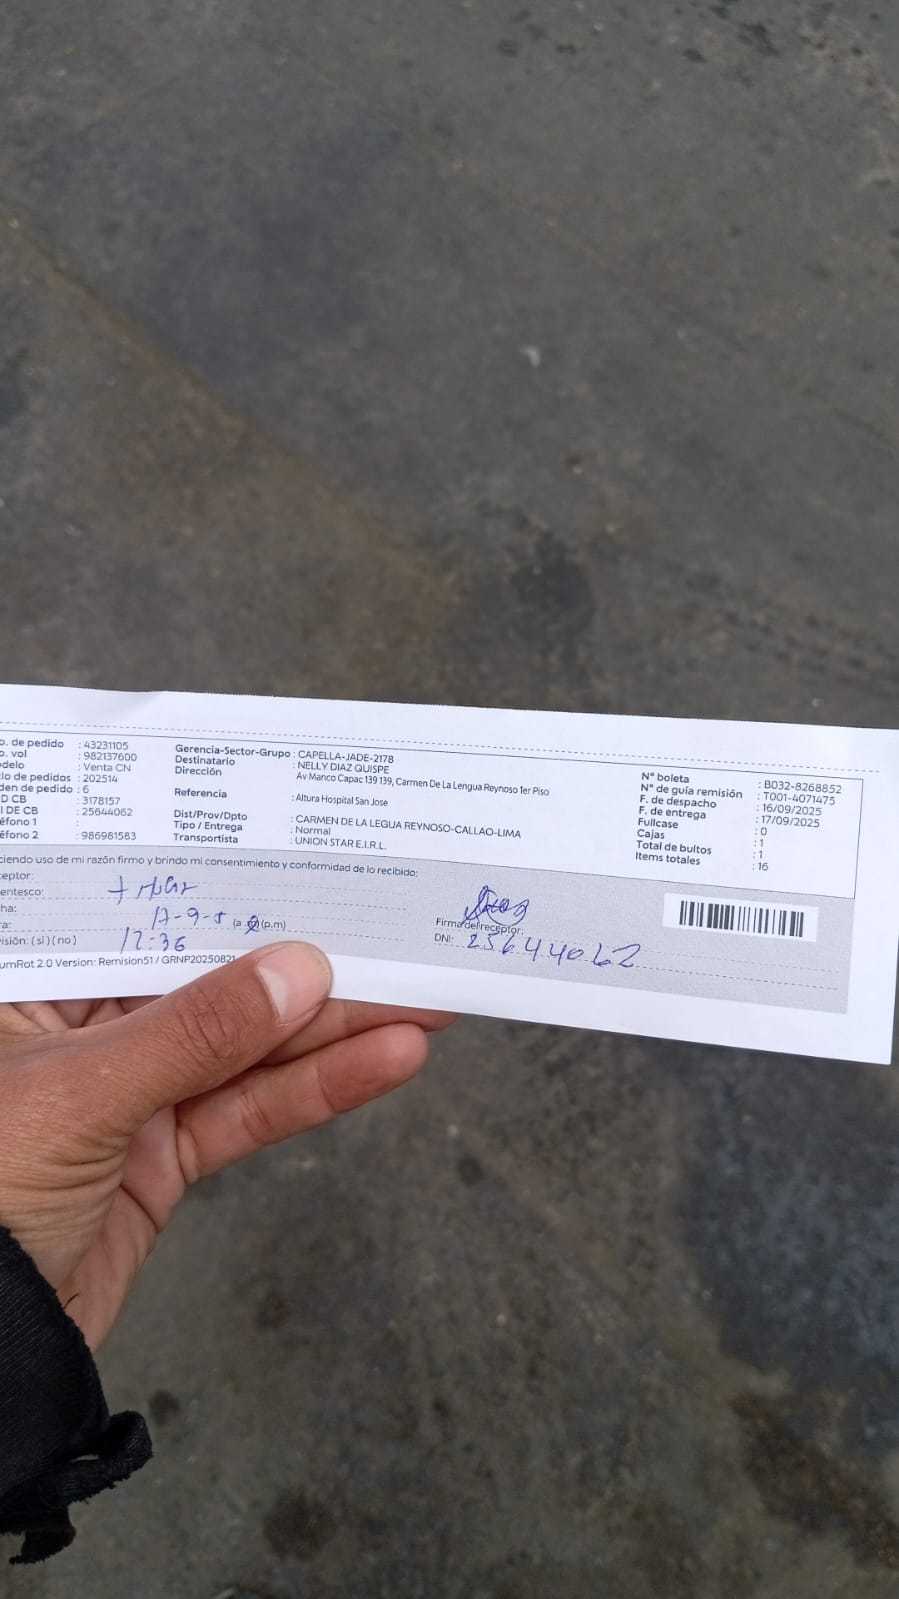 o. de pedido : 43231105
o. vol : 982137600
odelo : Venta CN
clo de pedidos : 202514
den de pedido : 6
D CB : 3178157
I DE CB : 25644062
éfono 1 :
éfono 2 : 986981583
Gerencia-Sector-Grupo : CAPELLA-JADE-2178
Destinatario : NELLY DIAZ QUISPE
Dirección Av Manco Capac 139 139, Carmen De La Lengua Reynoso 1er Piso
Referencia : Altura Hospital San Jose
Dist/Prov/Dpto : CARMEN DE LA LEGUA REYNOSO-CALLAO-LIMA
Tipo / Entrega : Normal
Transportista : UNION STAR E.I.R.L.
N° boleta : B032-8268852
N° de guía remisión : T001-4071475
F. de despacho : 16/09/2025
F. de entrega : 17/09/2025
Fullcase : 0
Cajas : 1
Total de bultos : 1
Items totales : 16
ciendo uso de mi razón firmo y brindo mi consentimiento y conformidad de lo recibido:
ceptor:
entesco:
ha: 17-9-5 (a (p.m)
ra: 12:36
visión: ( si ) ( no )
Firma del receptor:
DNI: 25644062
umRot 2.0 Version: Remision51 / GRNP20250821